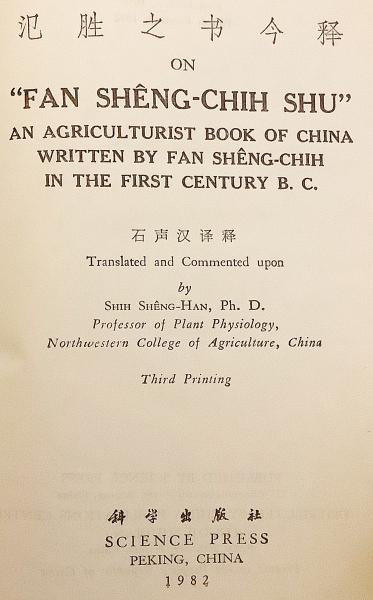 氾胜之书今释
ON
“FAN SHÊNG-CHIH SHU”
AN AGRICULTURIST BOOK OF CHINA
WRITTEN BY FAN SHÊNG-CHIH
IN THE FIRST CENTURY B. C.
石声汉译释
Translated and Commented upon
by
SHIH SHÊNG-HAN, Ph. D.
Professor of Plant Physiology,
Northwestern College of Agriculture, China
Third Printing
科学出版社
SCIENCE PRESS
PEKING, CHINA
1982